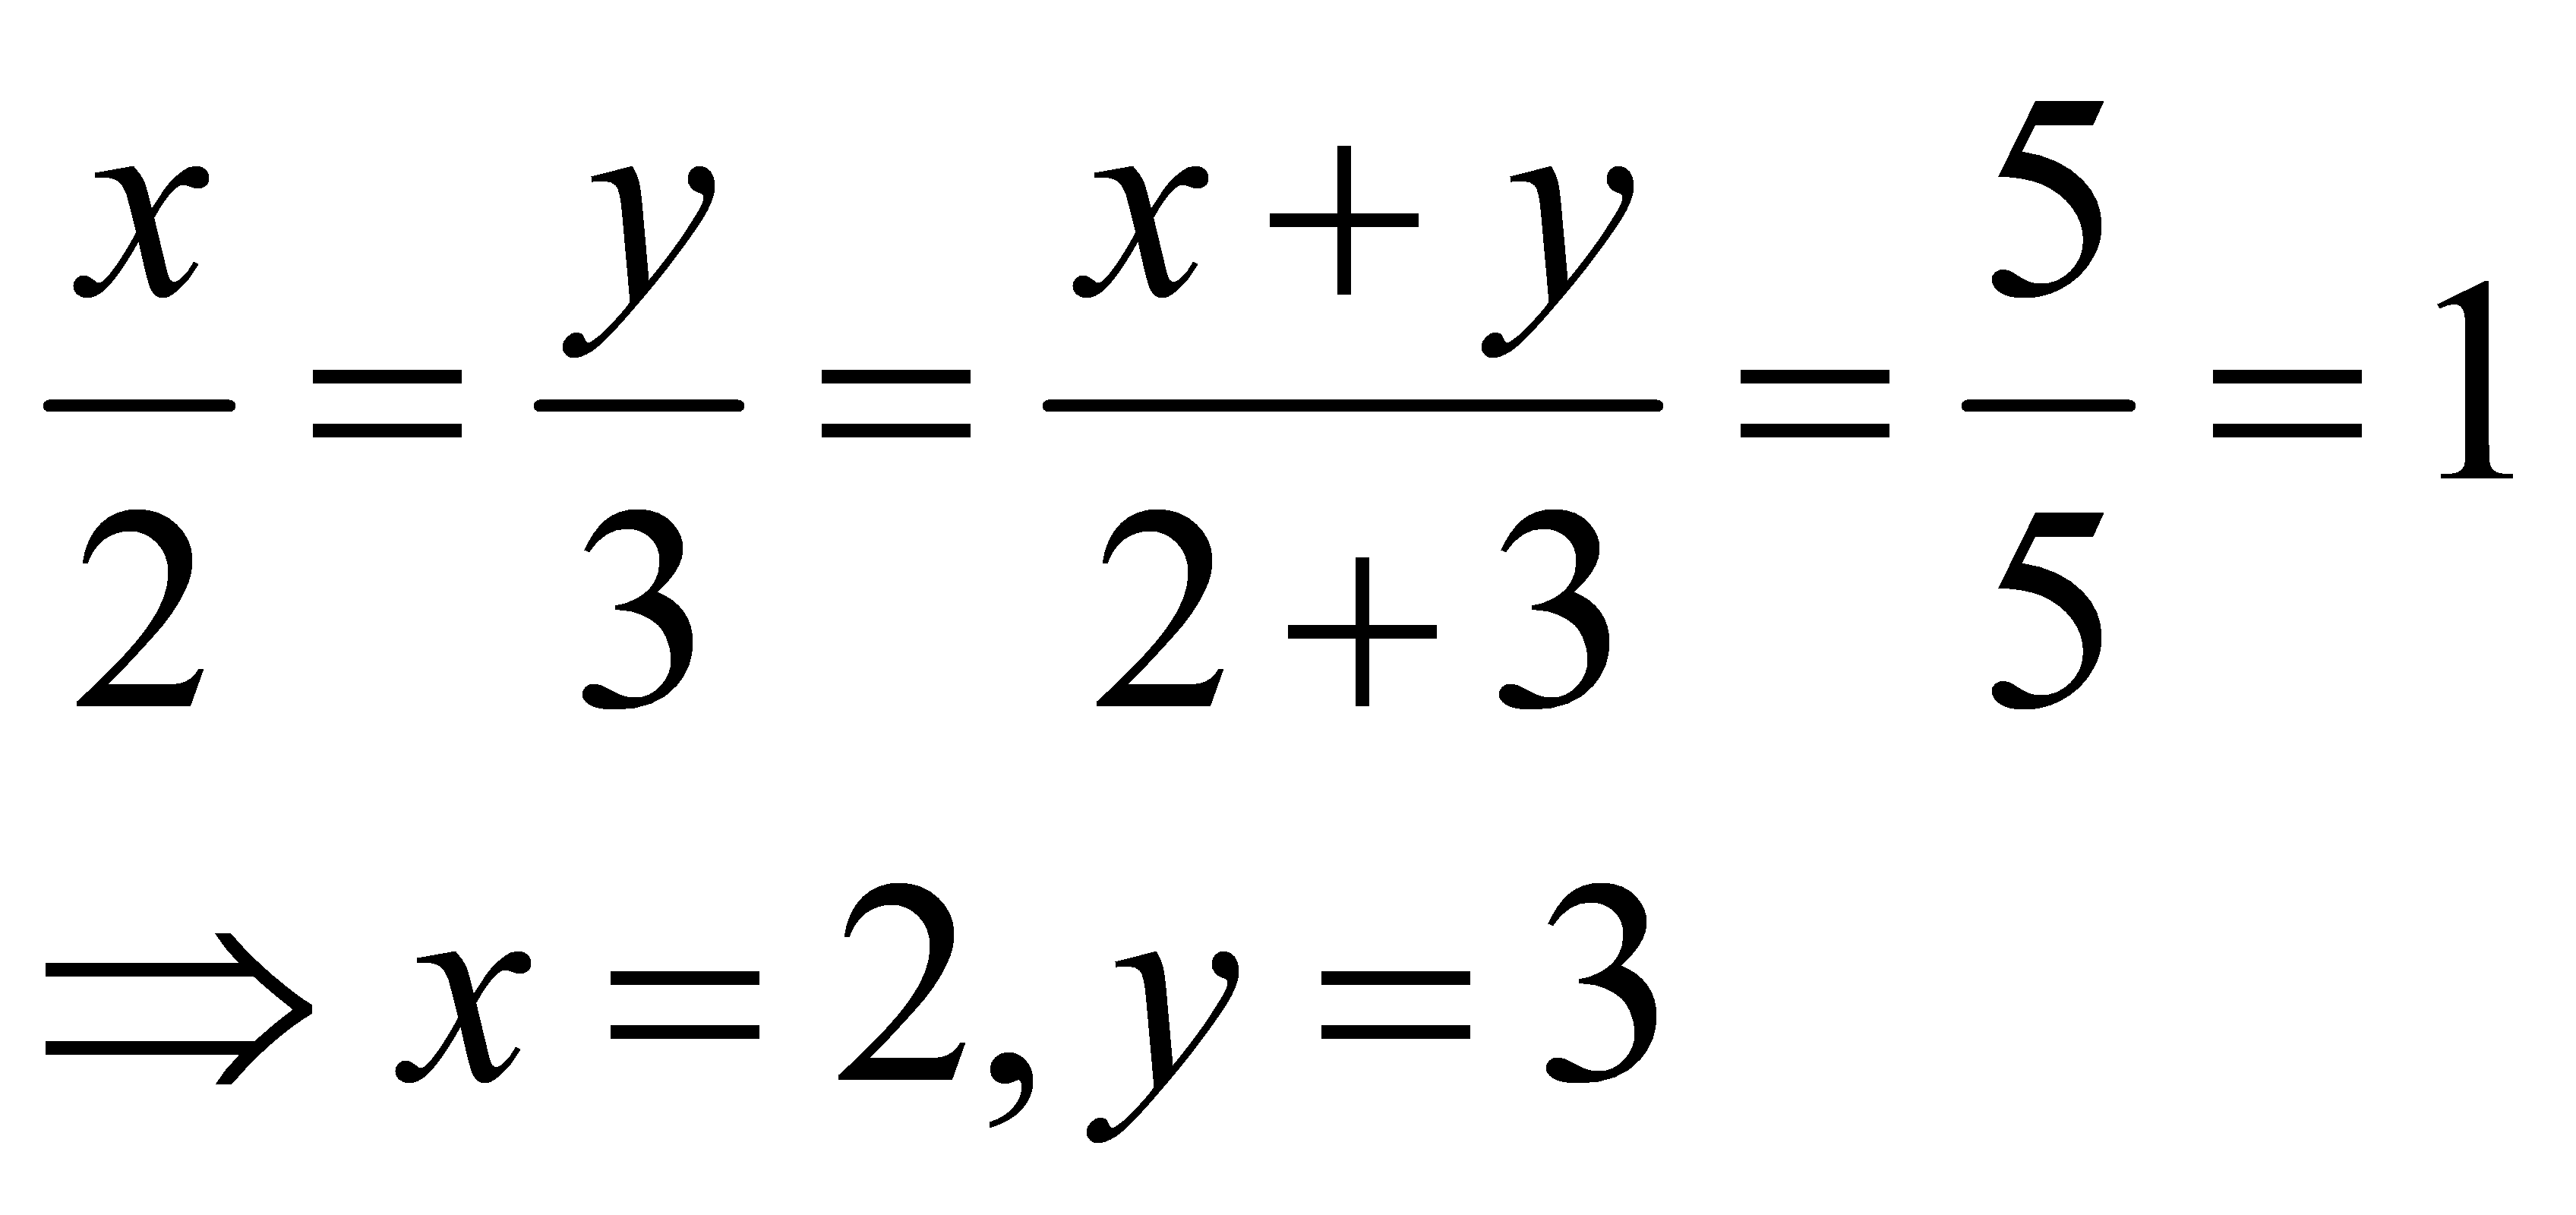 x/2 = y/3 = (x + y)/(2 + 3) = 5/5 = 1
⇒ x = 2, y = 3